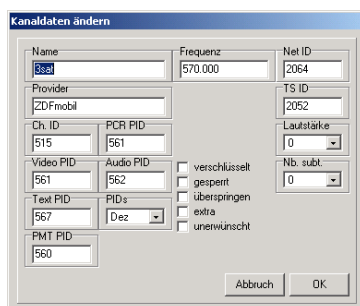 Kanaldaten ändern
Name Frequenz Net ID
3sat 570.000 2064
Provider TS ID
ZDFmobil 2052
Ch. ID PCR PID Lautstärke
515 561 0
Video PID Audio PID verschlüsselt Nb. subt.
561 562 gesperrt 0
Text PID PIDs überspringen
567 Dez extra
unerwünscht
PMT PID
560
Abbruch OK